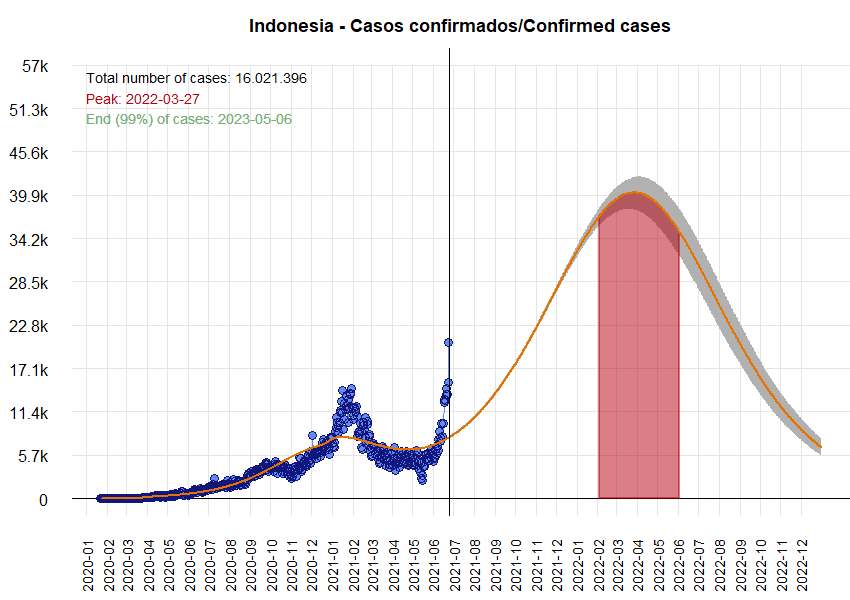 Indonesia - Casos confirmados/Confirmed cases
57k
Total number of cases: 16.021.396
Peak: 2022-03-27
51.3k
End (99%) of cases: 2023-05-06
45.6k
39.9k
34.2k
28.5k
22.8k
17.1k
11.4k
5.7k
0
2020-01
2020-02
2020-03
2020-04
2020-05
2020-06
2020-07
2020-08
2020-09
2020-10
2020-11
2020-12
2021-01
2021-02
2021-03
2021-04
2021-05
2021-06
2021-07
2021-08
2021-09
2021-10
2021-11
2021-12
2022-01
2022-02
2022-03
2022-04
2022-05
2022-06
2022-07
2022-08
2022-09
2022-10
2022-11
2022-12